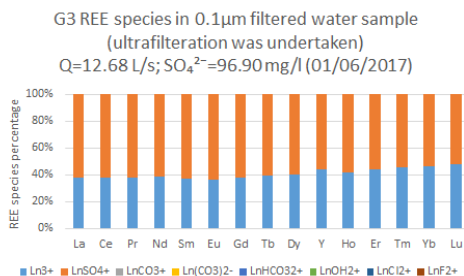 G3 REE species in 0.1µm filtered water sample
(ultrafilteration was undertaken)
Q=12.68 L/s; SO₄²⁻=96.90 mg/l (01/06/2017)
100%
80%
60%
40%
20%
0%
REE species percentage
La Ce Pr Nd Sm Eu Gd Tb Dy Y Ho Er Tm Yb Lu
Ln3+ LnSO4+ LnCO3+ Ln(CO3)2- LnHCO32+ LnOH2+ LnCl2+ LnF2+